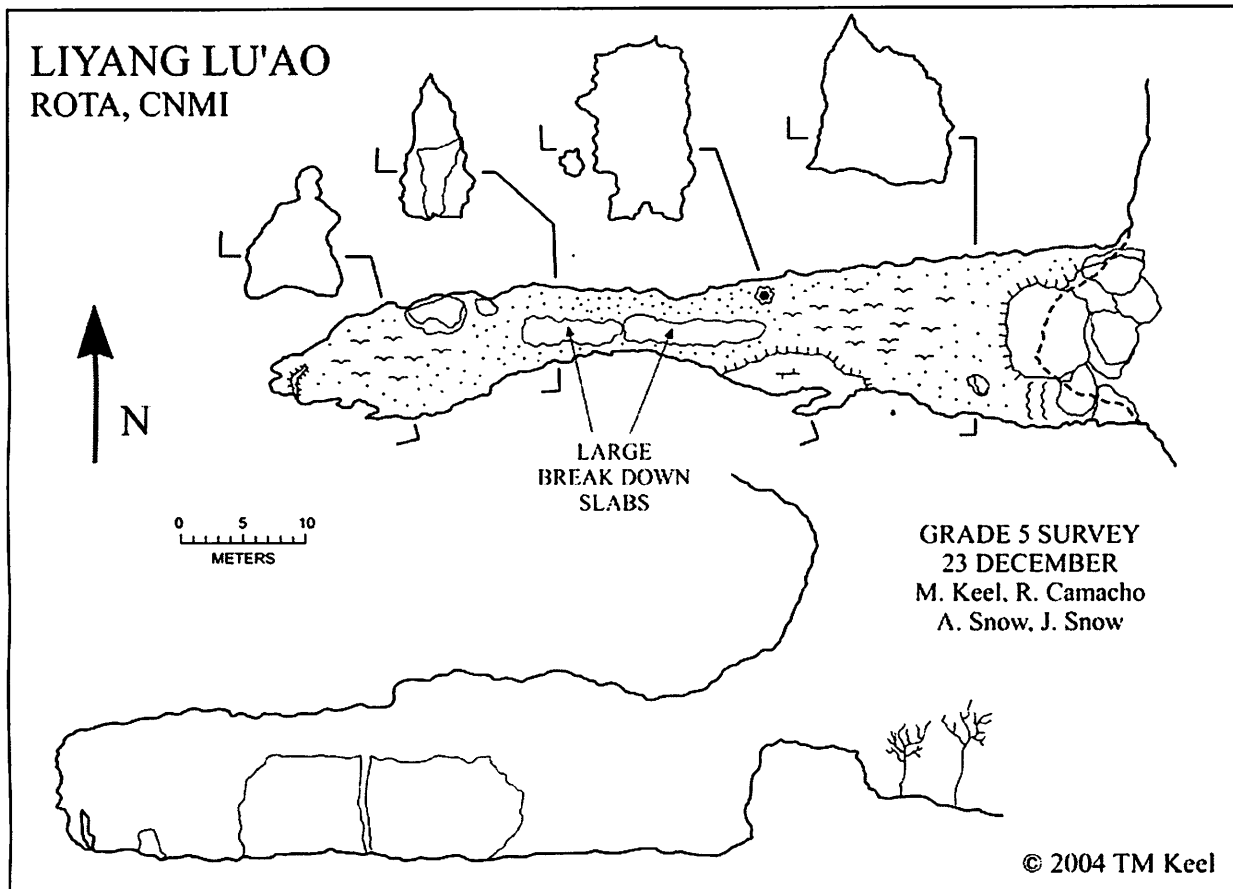 LIYANG LU'AO
ROTA, CNMI
N
LARGE
BREAK DOWN
SLABS
0 5 10
METERS
GRADE 5 SURVEY
23 DECEMBER
M. Keel, R. Camacho
A. Snow, J. Snow
© 2004 TM Keel